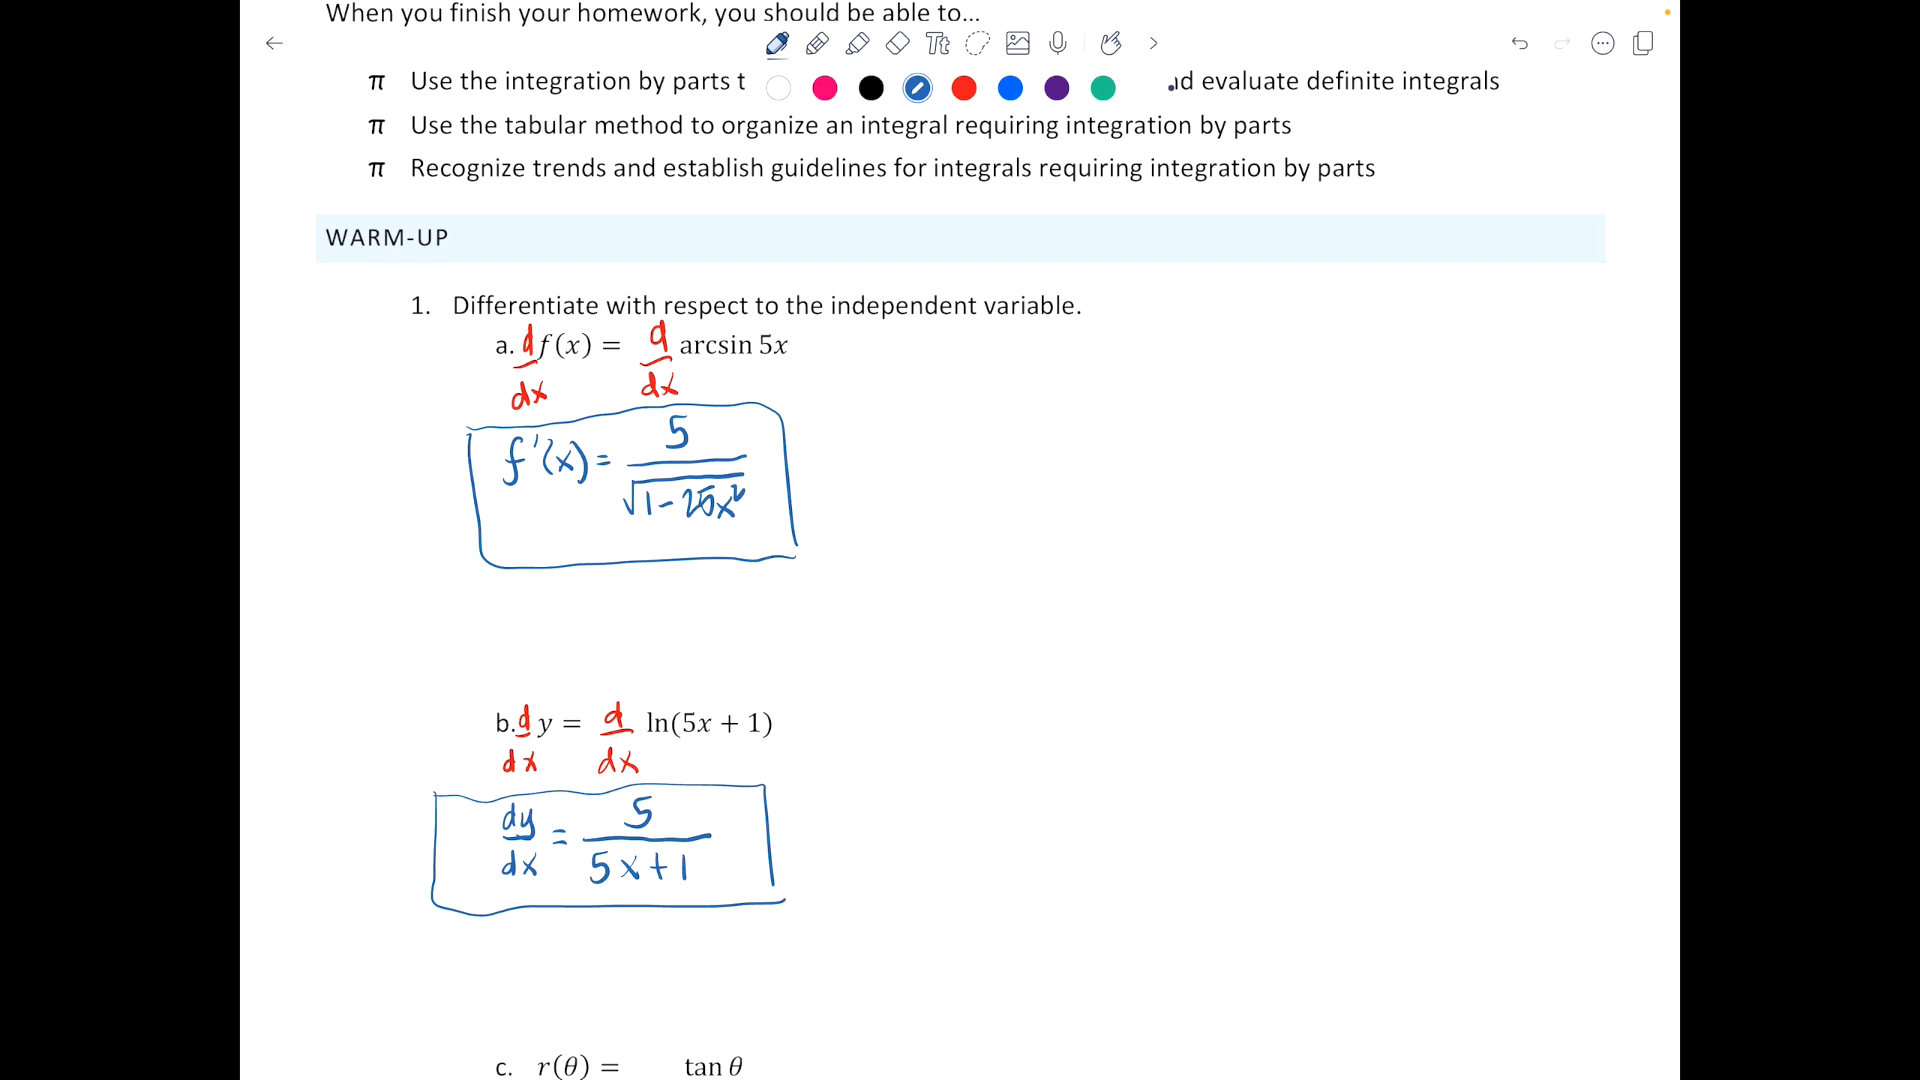 When you finish your homework, you should be able to…
Tt
π Use the integration by parts t
nd evaluate definite integrals
π Use the tabular method to organize an integral requiring integration by parts
π Recognize trends and establish guidelines for integrals requiring integration by parts
WARM-UP
1. Differentiate with respect to the independent variable.
a. d/dx f(x) = d/dx arcsin 5x
f'(x) = 5/√(1-25x²)
b. d/dx y = d/dx ln(5x + 1)
dy/dx = 5/(5x+1)
c. r(θ) = tan θ